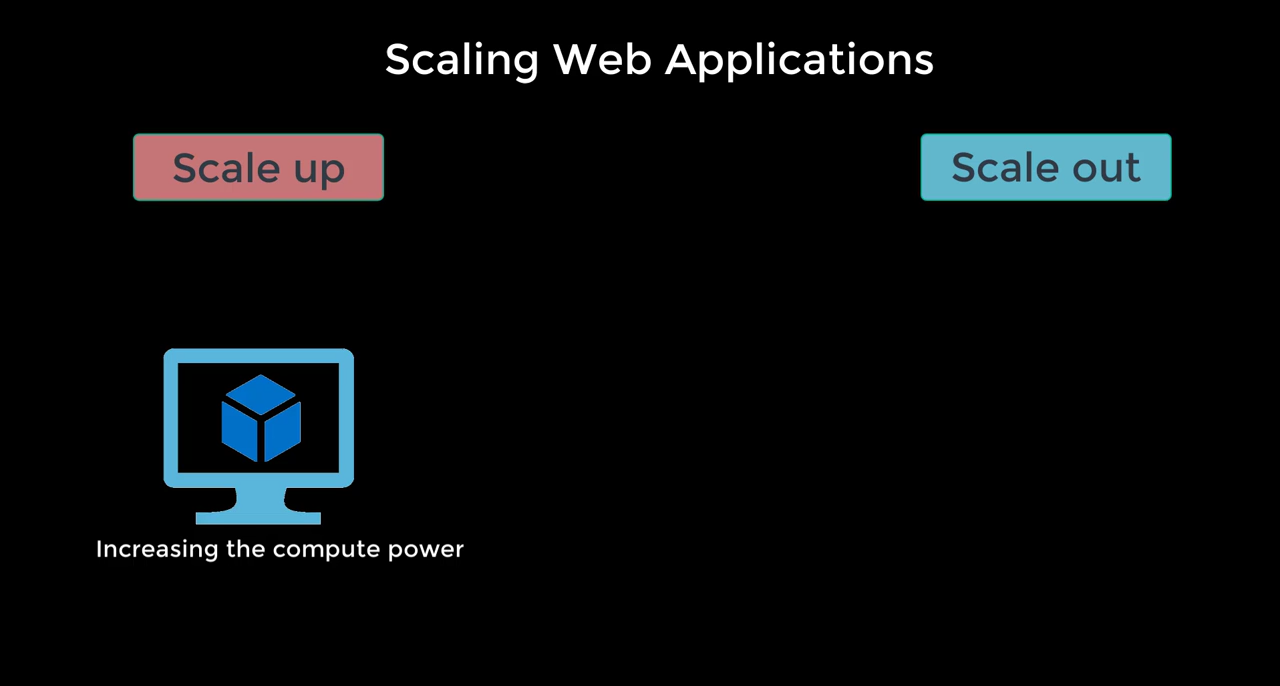 Scaling Web Applications
Scale up
Scale out
Increasing the compute power